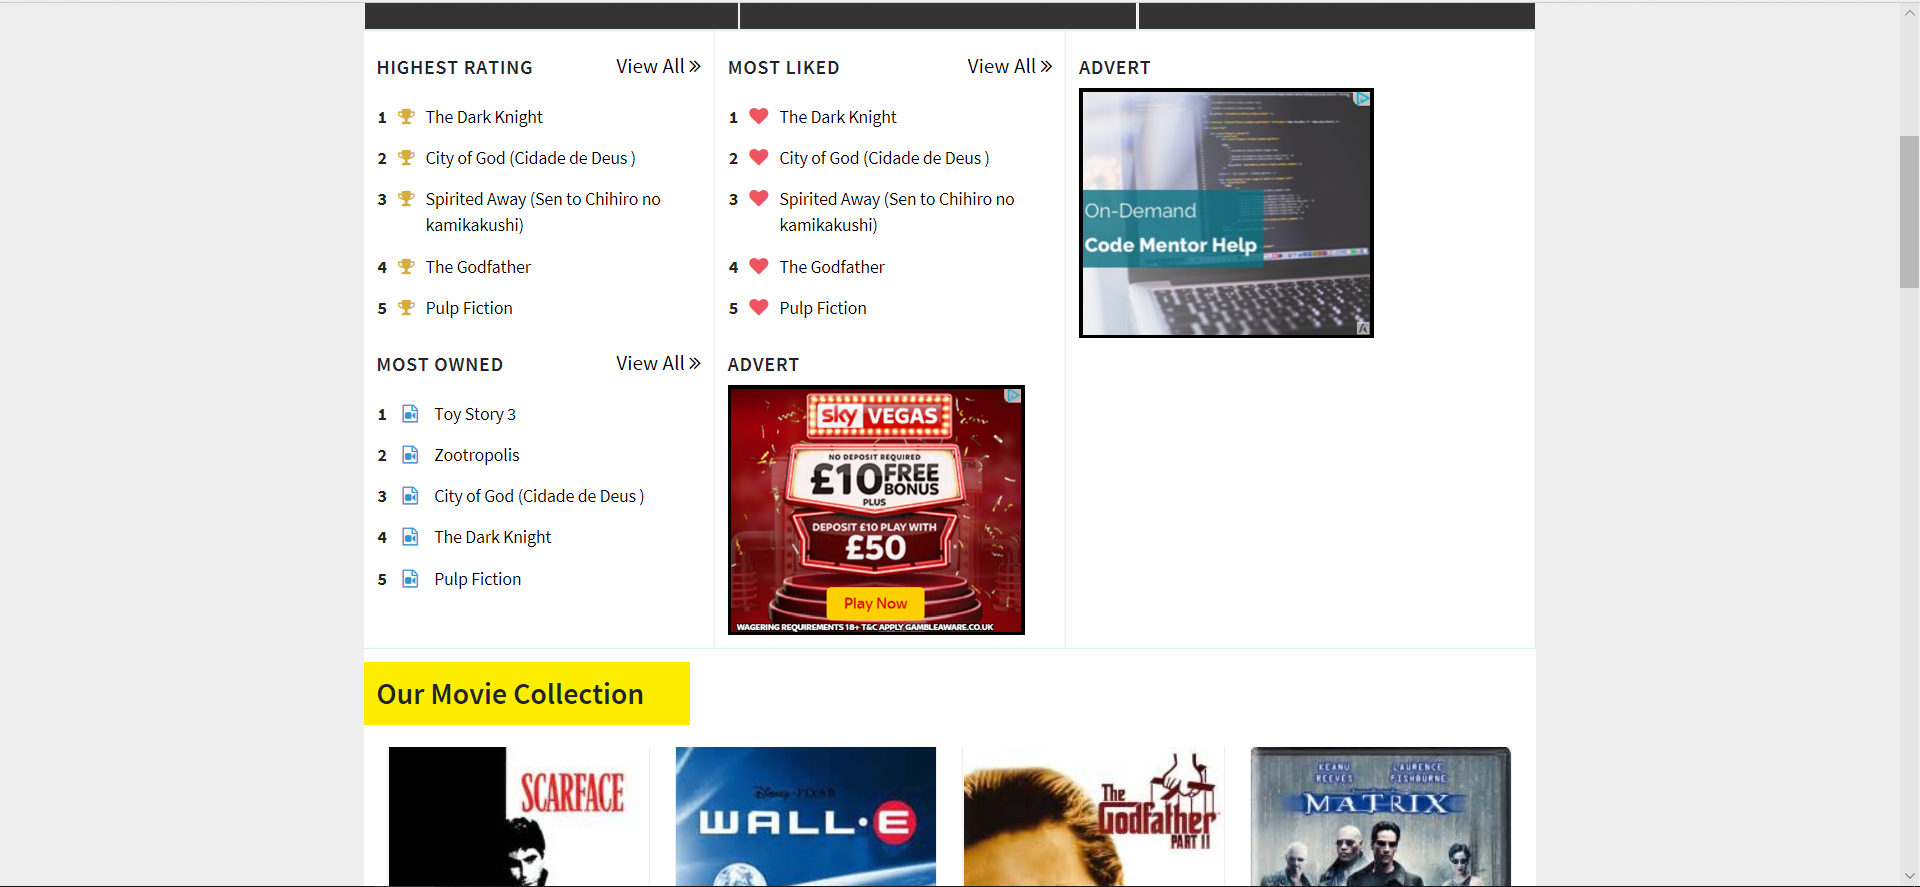 HIGHEST RATING
View All »
1 The Dark Knight
2 City of God (Cidade de Deus )
3 Spirited Away (Sen to Chihiro no
kamikakushi)
4 The Godfather
5 Pulp Fiction
MOST LIKED
View All »
1 The Dark Knight
2 City of God (Cidade de Deus )
3 Spirited Away (Sen to Chihiro no
kamikakushi)
4 The Godfather
5 Pulp Fiction
ADVERT
On-Demand
Code Mentor Help
MOST OWNED
View All »
1 Toy Story 3
2 Zootropolis
3 City of God (Cidade de Deus )
4 The Dark Knight
5 Pulp Fiction
ADVERT
sky VEGAS
NO DEPOSIT REQUIRED
£10 FREE
BONUS
PLUS
DEPOSIT £10 PLAY WITH
£50
Play Now
WAGERING REQUIREMENTS 18+ T&C APPLY GAMBLEAWARE.CO.UK
Our Movie Collection
SCARFACE
Disney·PIXAR
WALL·E
The
Godfather
PART II
KEANU
REEVES
LAURENCE
FISHBURNE
MATRIX